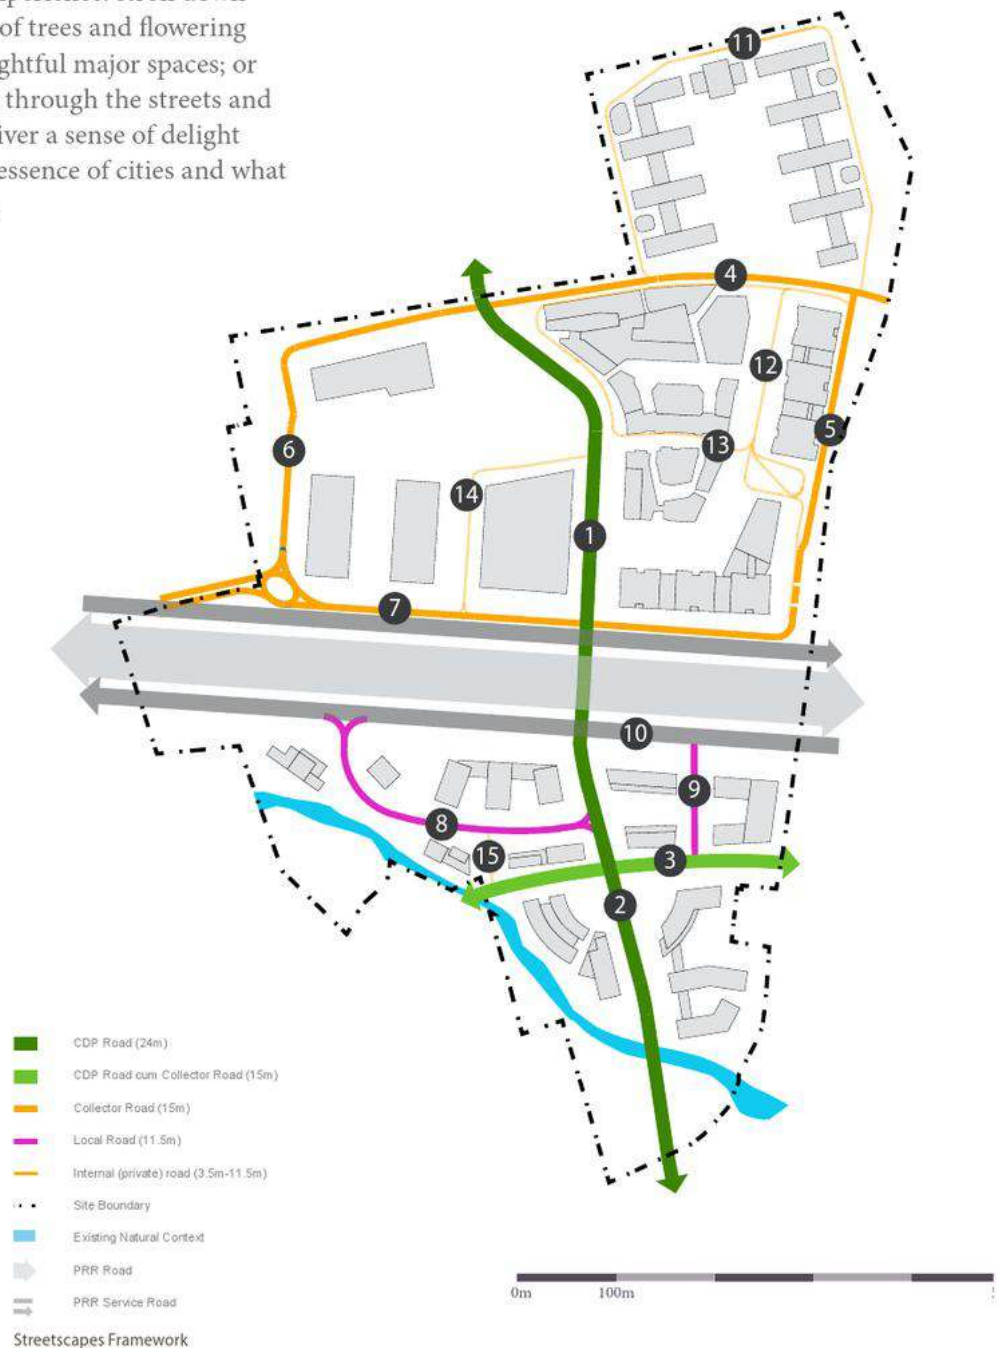 of trees and flowering
ghtful major spaces; or
through the streets and
iver a sense of delight
essence of cities and what
11
4
12
5
6
13
14
1
7
10
9
8
15
3
2
CDP Road (24m)
CDP Road cum Collector Road (15m)
Collector Road (15m)
Local Road (11.5m)
Internal (private) road (3.5m-11.5m)
Site Boundary
Existing Natural Context
PRR Road
PRR Service Road
0m 100m
Streetscapes Framework